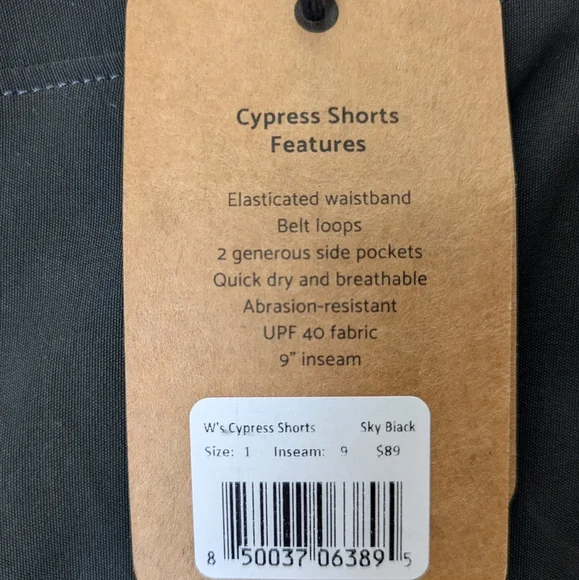 Cypress Shorts
Features
Elasticated waistband
Belt loops
2 generous side pockets
Quick dry and breathable
Abrasion-resistant
UPF 40 fabric
9" inseam
W's Cypress Shorts Sky Black
Size: 1 Inseam: 9 $89
8 50037 06389 5